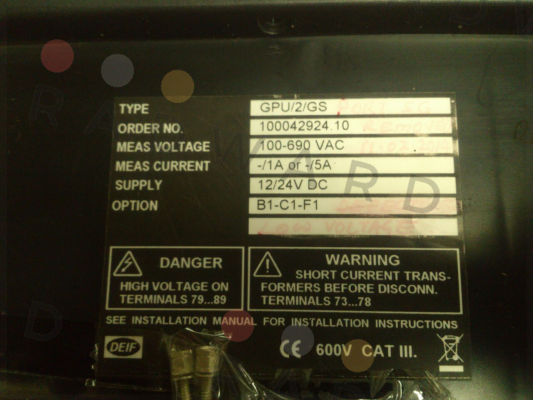 TYPE GPU/2/GS
ORDER NO. 100042924.10
MEAS VOLTAGE 100-690 VAC
MEAS CURRENT -/1A or -/5A
SUPPLY 12/24V DC
OPTION B1-C1-F1
LOW VOLTAGE
DANGER
HIGH VOLTAGE ON
TERMINALS 79...89
WARNING
SHORT CURRENT TRANS-
FORMERS BEFORE DISCONN.
TERMINALS 73...78
SEE INSTALLATION MANUAL FOR INSTALLATION INSTRUCTIONS
DEIF CE 600V CAT III.